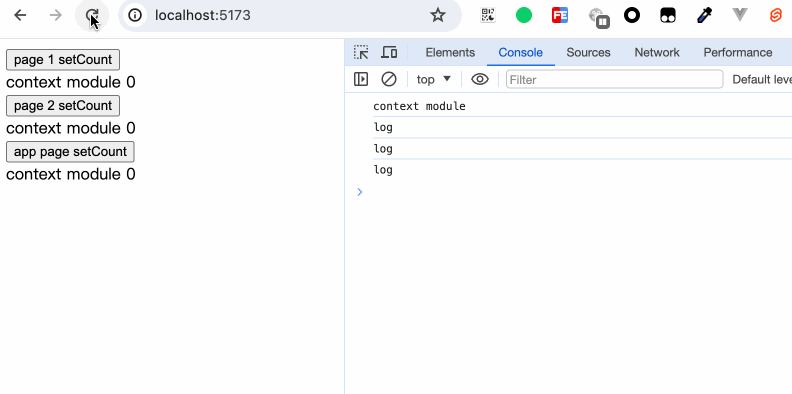 localhost:5173
FE
page 1 setCount
context module 0
page 2 setCount
context module 0
app page setCount
context module 0
Elements Console Sources Network Performance
top Filter Default leve
context module
log
log
log